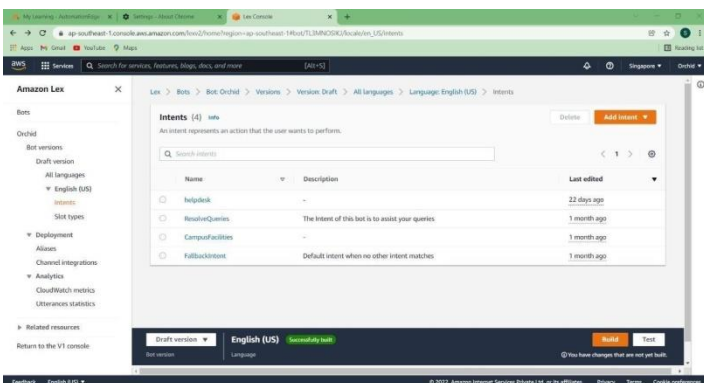 My Learning - AutomationEdge
Settings - About Chrome
Lex Console
ap-southeast-1.console.aws.amazon.com/lexv2/home?region=ap-southeast-1#bot/TL3MNOSIKJ/locale/en_US/intents
Apps Gmail YouTube Maps Reading list
aws Services Search for services, features, blogs, docs, and more [Alt+S] Singapore Orchid
Amazon Lex
Lex > Bots > Bot: Orchid > Versions > Version: Draft > All languages > Language: English (US) > Intents
Bots
Orchid
Bot versions
Draft version
All languages
English (US)
Intents
Slot types
Deployment
Aliases
Channel integrations
Analytics
CloudWatch metrics
Utterances statistics
Related resources
Return to the V1 console
Intents (4) Info Delete Add intent
An intent represents an action that the user wants to perform.
Search intents
1
Name Description Last edited
helpdesk - 22 days ago
ResolveQueries The Intent of this bot is to assist your queries 1 month ago
CampusFacilities - 1 month ago
FallbackIntent Default intent when no other intent matches 1 month ago
Draft version English (US) Successfully built Build Test
Bot version Language You have changes that are not yet built.
Feedback English (US) © 2022, Amazon Internet Services Private Ltd. or its affiliates. Privacy Terms Cookie preferences